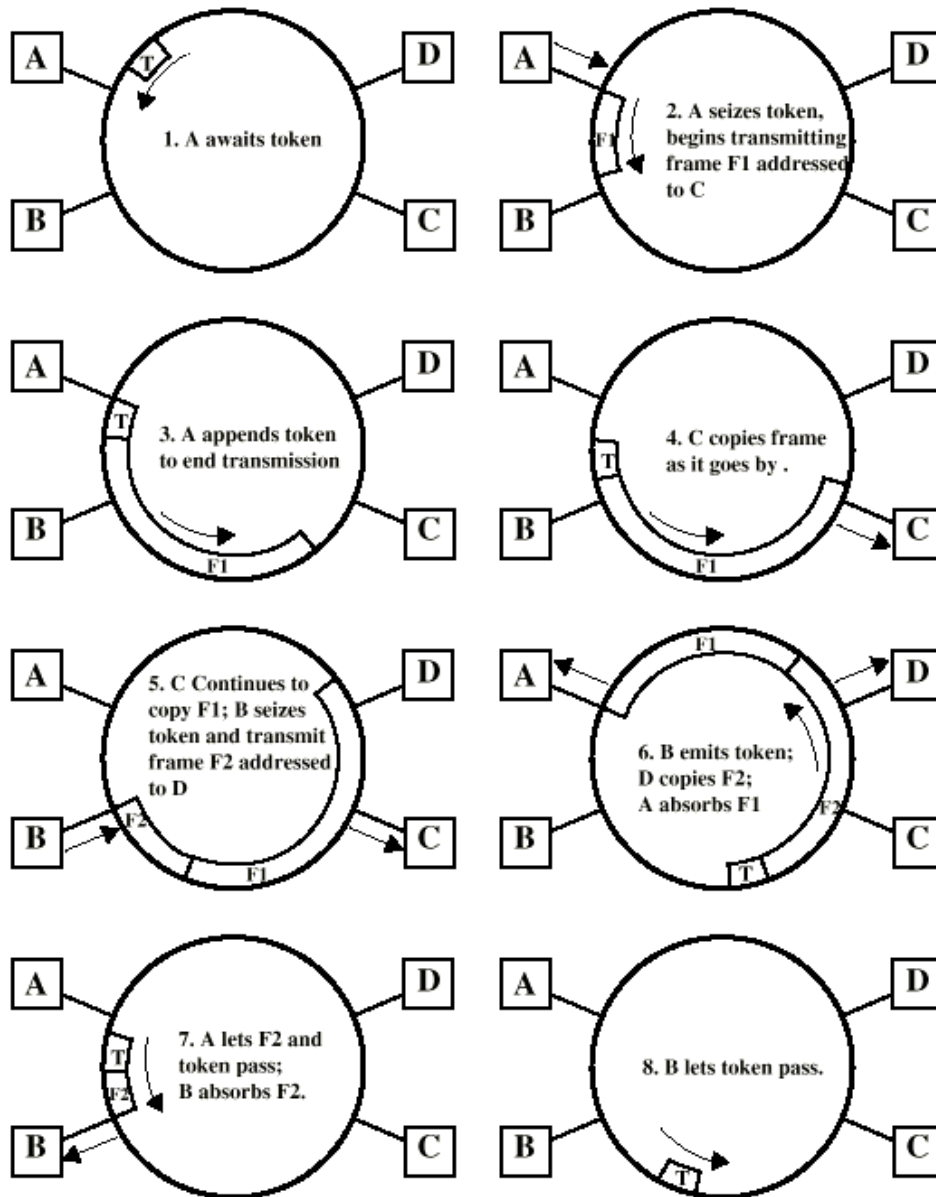 A
D
T
1. A awaits token
B
C
A
D
2. A seizes token,
begins transmitting
frame F1 addressed
to C
F1
B
C
A
D
T
3. A appends token
to end transmission
B
C
F1
A
D
4. C copies frame
as it goes by .
T
B
C
F1
A
D
5. C Continues to
copy F1; B seizes
token and transmit
frame F2 addressed
to D
B
F2
C
F1
F1
A
D
6. B emits token;
D copies F2;
A absorbs F1
F2
B
C
T
A
D
7. A lets F2 and
token pass;
B absorbs F2.
T
F2
B
C
A
D
8. B lets token pass.
B
C
T